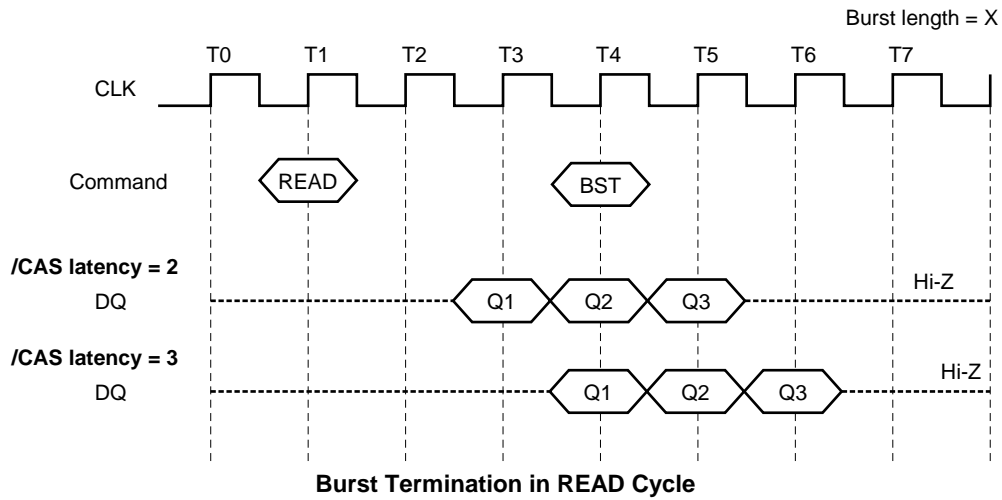 Burst length = X
T0 T1 T2 T3 T4 T5 T6 T7
CLK
Command READ BST
/CAS latency = 2
DQ Q1 Q2 Q3 Hi-Z
/CAS latency = 3
DQ Q1 Q2 Q3 Hi-Z
Burst Termination in READ Cycle